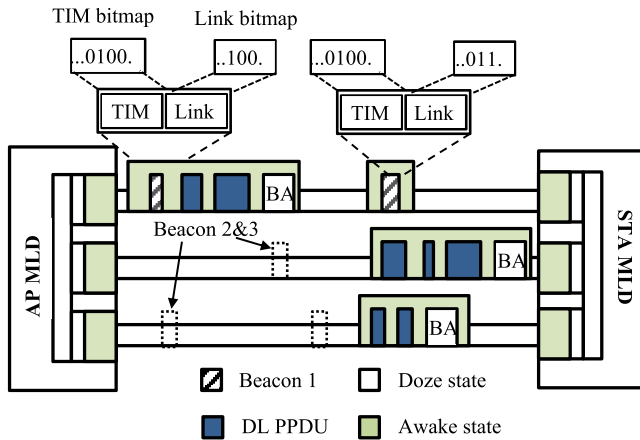 TIM bitmap
Link bitmap
...0100.
..100.
...0100.
..011.
TIM
Link
TIM
Link
BA
Beacon 2&3
BA
BA
AP MLD
STA MLD
Beacon 1
Doze state
DL PPDU
Awake state